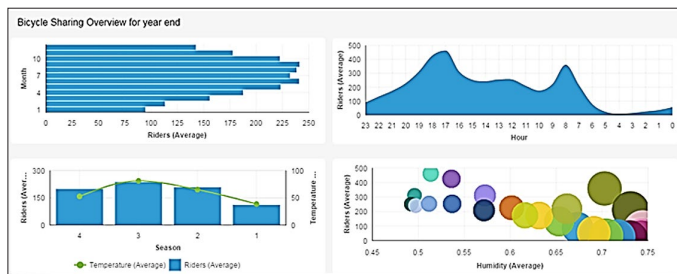 Bicycle Sharing Overview for year end
Month
10
7
4
1
0 25 50 75 100 125 150 175 200 225 250
Riders (Average)
Riders (Average)
500
400
300
200
100
0
23 22 21 20 19 18 17 16 15 14 13 12 11 10 9 8 7 6 5 4 3 2 1 0
Hour
Riders (Aver...
300
150
0
4 3 2 1
100
50
0
Temperature ...
Season
Temperature (Average) Riders (Average)
Riders (Average)
500
400
300
200
100
0
0.45 0.5 0.55 0.6 0.65 0.7 0.75
Humidity (Average)